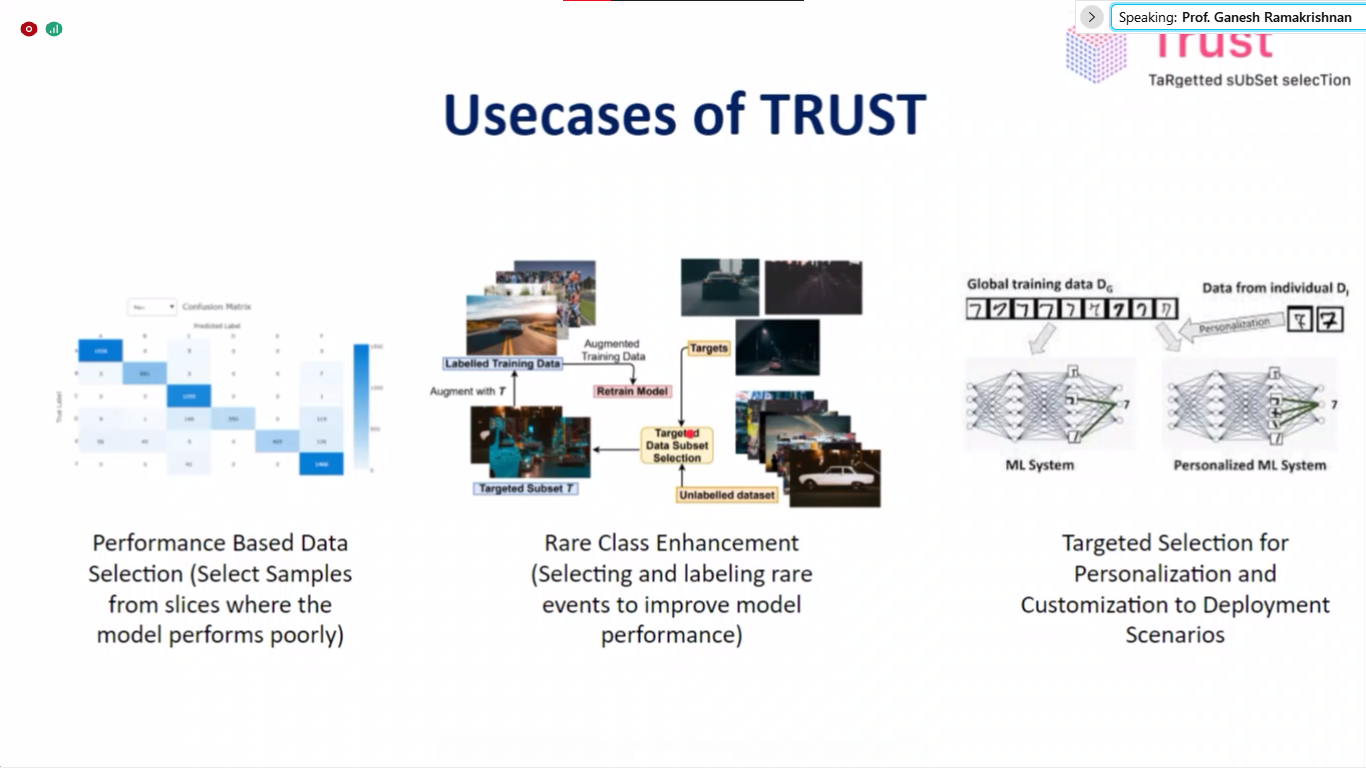 Speaking: Prof. Ganesh Ramakrishnan
Trust
TaRgetted sUbSet selecTion
Usecases of TRUST
Confusion Matrix
Predicted Label
True Label
Labelled Training Data
Augmented
Training Data
Retrain Model
Augment with T
Targeted Subset T
Targets
Targeted
Data Subset
Selection
Unlabelled dataset
Global training data DG
Data from individual DI
Personalization
7
7
ML System
Personalized ML System
Performance Based Data
Selection (Select Samples
from slices where the
model performs poorly)
Rare Class Enhancement
(Selecting and labeling rare
events to improve model
performance)
Targeted Selection for
Personalization and
Customization to Deployment
Scenarios